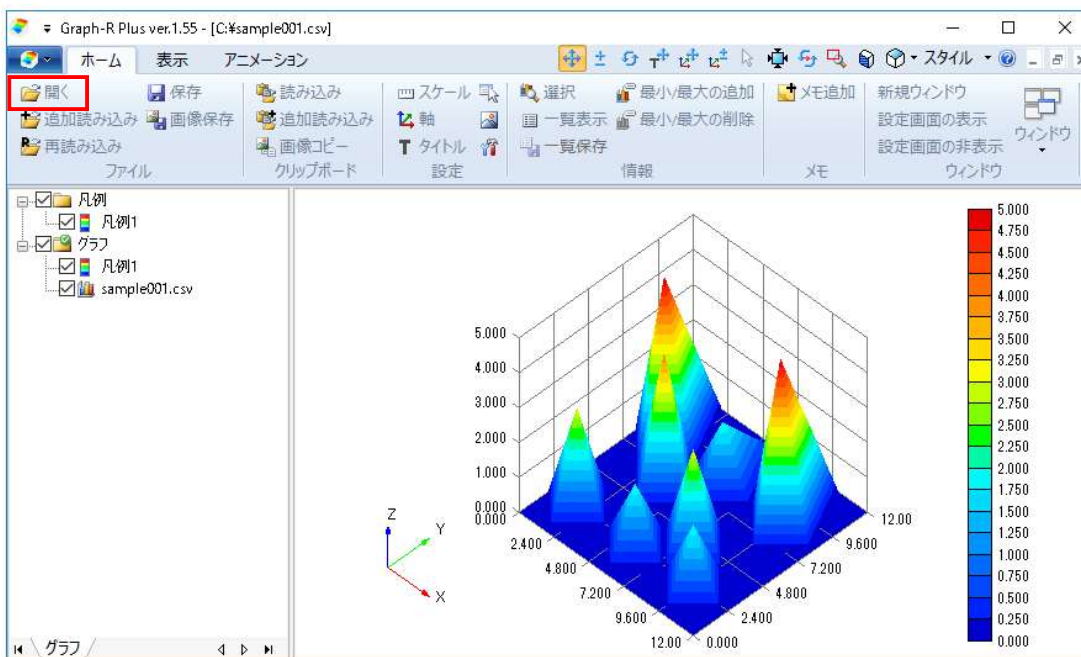 Graph-R Plus ver.1.55 - [C:¥sample001.csv]
ホーム 表示 アニメーション スタイル
開く 保存
追加読み込み 画像保存
再読み込み
ファイル
読み込み
追加読み込み
画像コピー
クリップボード
スケール
軸
タイトル
設定
選択 最小/最大の追加
一覧表示 最小/最大の削除
一覧保存
情報
メモ追加
メモ
新規ウィンドウ
設定画面の表示
設定画面の非表示
ウィンドウ
ウィンドウ
凡例
凡例1
グラフ
凡例1
sample001.csv
グラフ
5.000
4.000
3.000
2.000
1.000
0.000
0.000
2.400
4.800
7.200
9.600
12.00
0.000
2.400
4.800
7.200
9.600
12.00
Z
Y
X
5.000
4.750
4.500
4.250
4.000
3.750
3.500
3.250
3.000
2.750
2.500
2.250
2.000
1.750
1.500
1.250
1.000
0.750
0.500
0.250
0.000